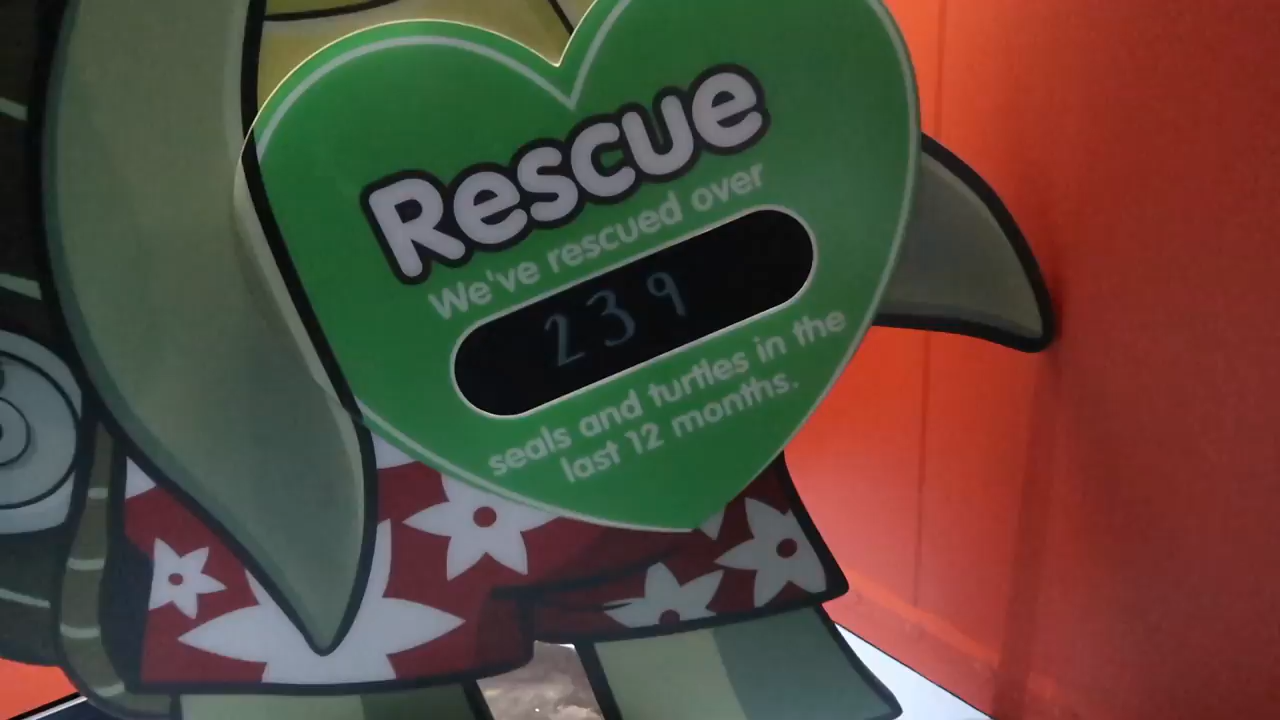 Rescue
We've rescued over
239
seals and turtles in the
last 12 months.